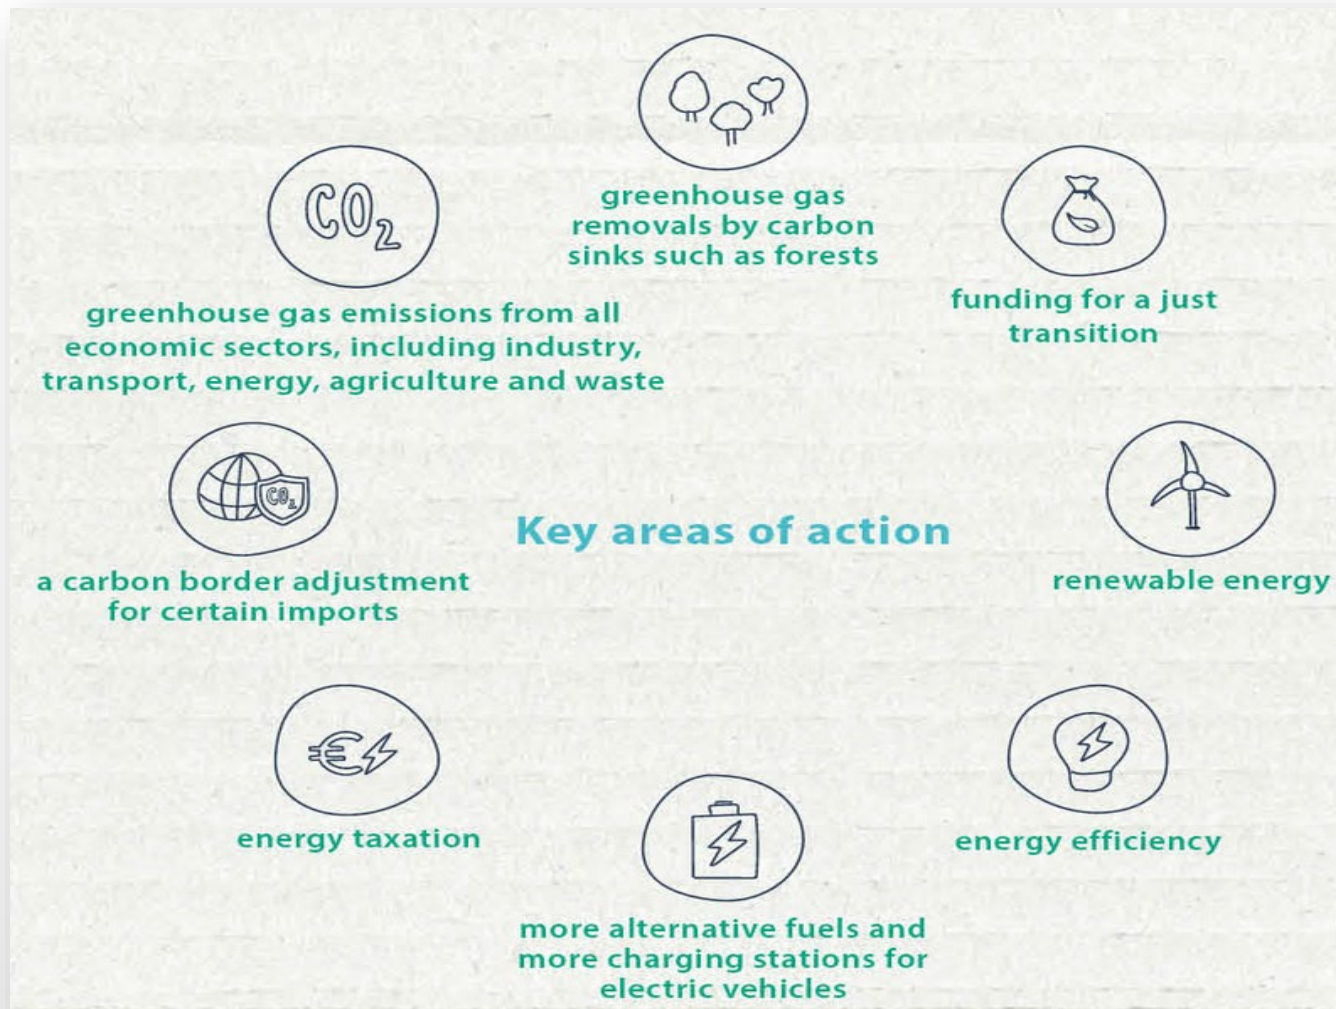 CO2
greenhouse gas
removals by carbon
sinks such as forests
greenhouse gas emissions from all
economic sectors, including industry,
transport, energy, agriculture and waste
funding for a just
transition
CO2
a carbon border adjustment
for certain imports
Key areas of action
renewable energy
€
energy taxation
energy efficiency
more alternative fuels and
more charging stations for
electric vehicles